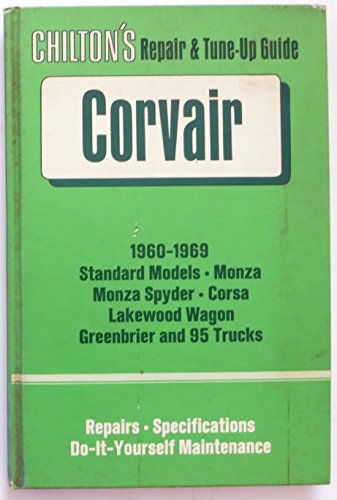 CHILTON'S Repair & Tune-Up Guide
Corvair
1960-1969
Standard Models • Monza
Monza Spyder • Corsa
Lakewood Wagon
Greenbrier and 95 Trucks
Repairs • Specifications
Do-It-Yourself Maintenance